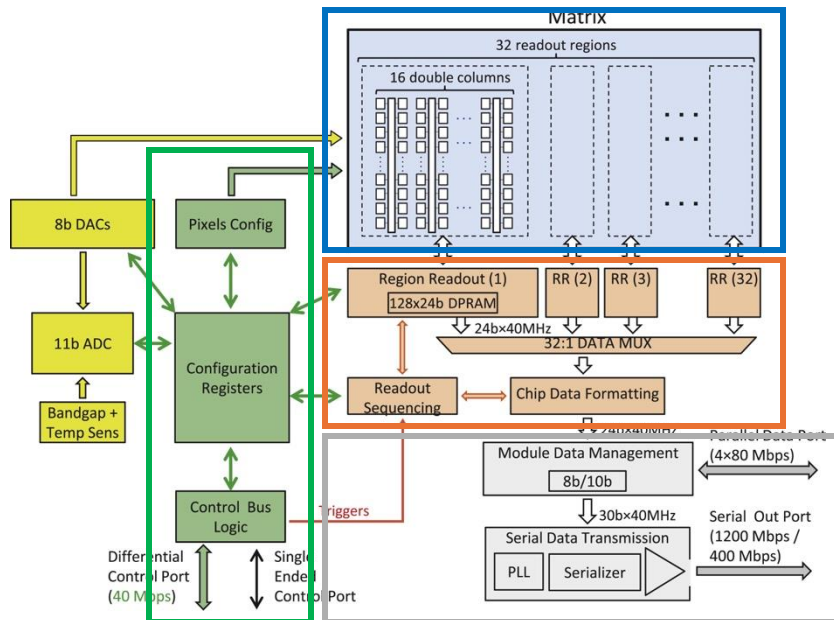 Matrix
32 readout regions
16 double columns
8b DACs
Pixels Config
11b ADC
Configuration
Registers
Bandgap +
Temp Sens
Control Bus
Logic
Differential
Control Port
(40 Mbps)
Single
Ended
Control Port
Triggers
Region Readout (1)
128x24b DPRAM
RR (2)
RR (3)
RR (32)
24b×40MHz
32:1 DATA MUX
Readout
Sequencing
Chip Data Formatting
Module Data Management
8b/10b
Parallel Data Port
(4×80 Mbps)
30b×40MHz
Serial Data Transmission
PLL
Serializer
Serial Out Port
(1200 Mbps /
400 Mbps)